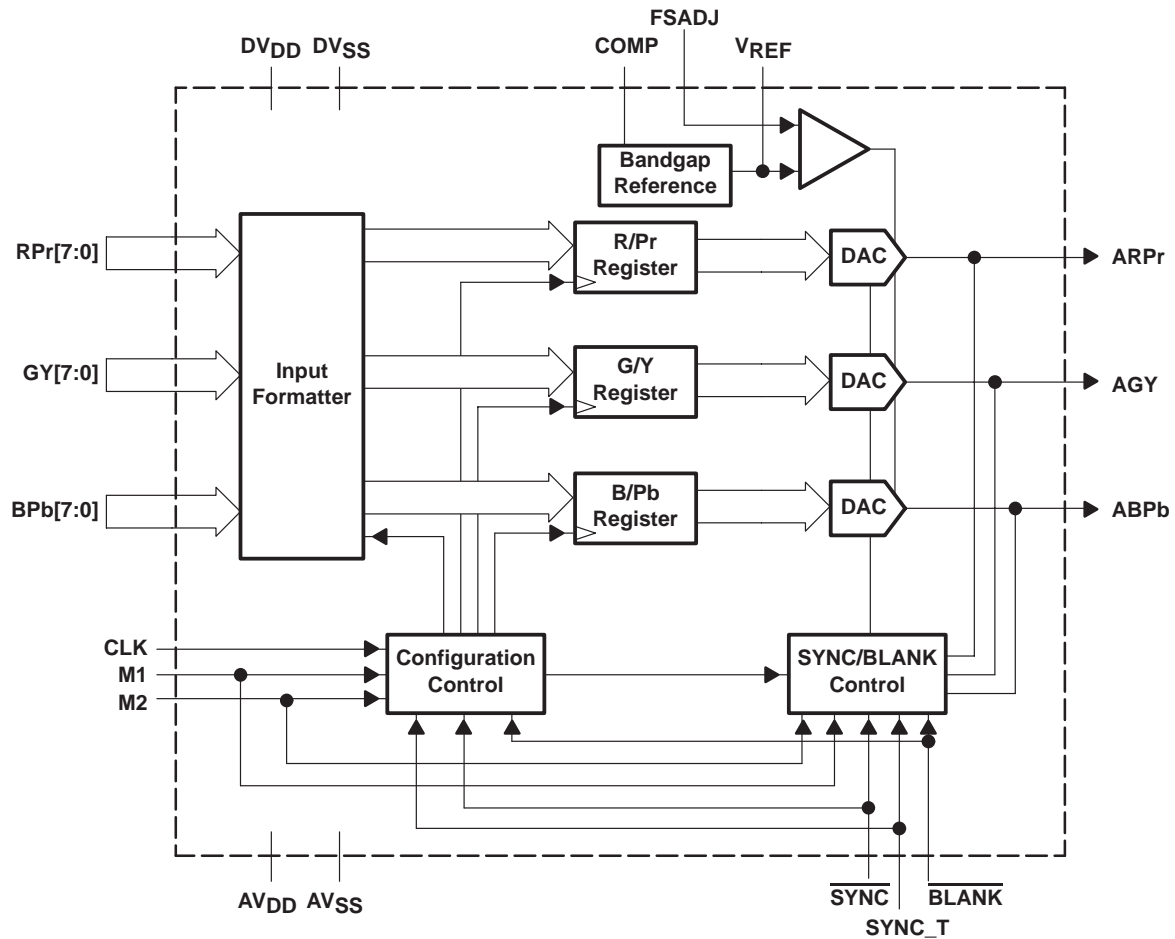 FSADJ
DVDD DVSS COMP VREF
Bandgap
Reference
RPr[7:0]
R/Pr
Register
DAC
ARPr
GY[7:0]
Input
Formatter
G/Y
Register
DAC
AGY
BPb[7:0]
B/Pb
Register
DAC
ABPb
CLK
M1
M2
Configuration
Control
SYNC/BLANK
Control
AVDD AVSS SYNC BLANK
SYNC_T